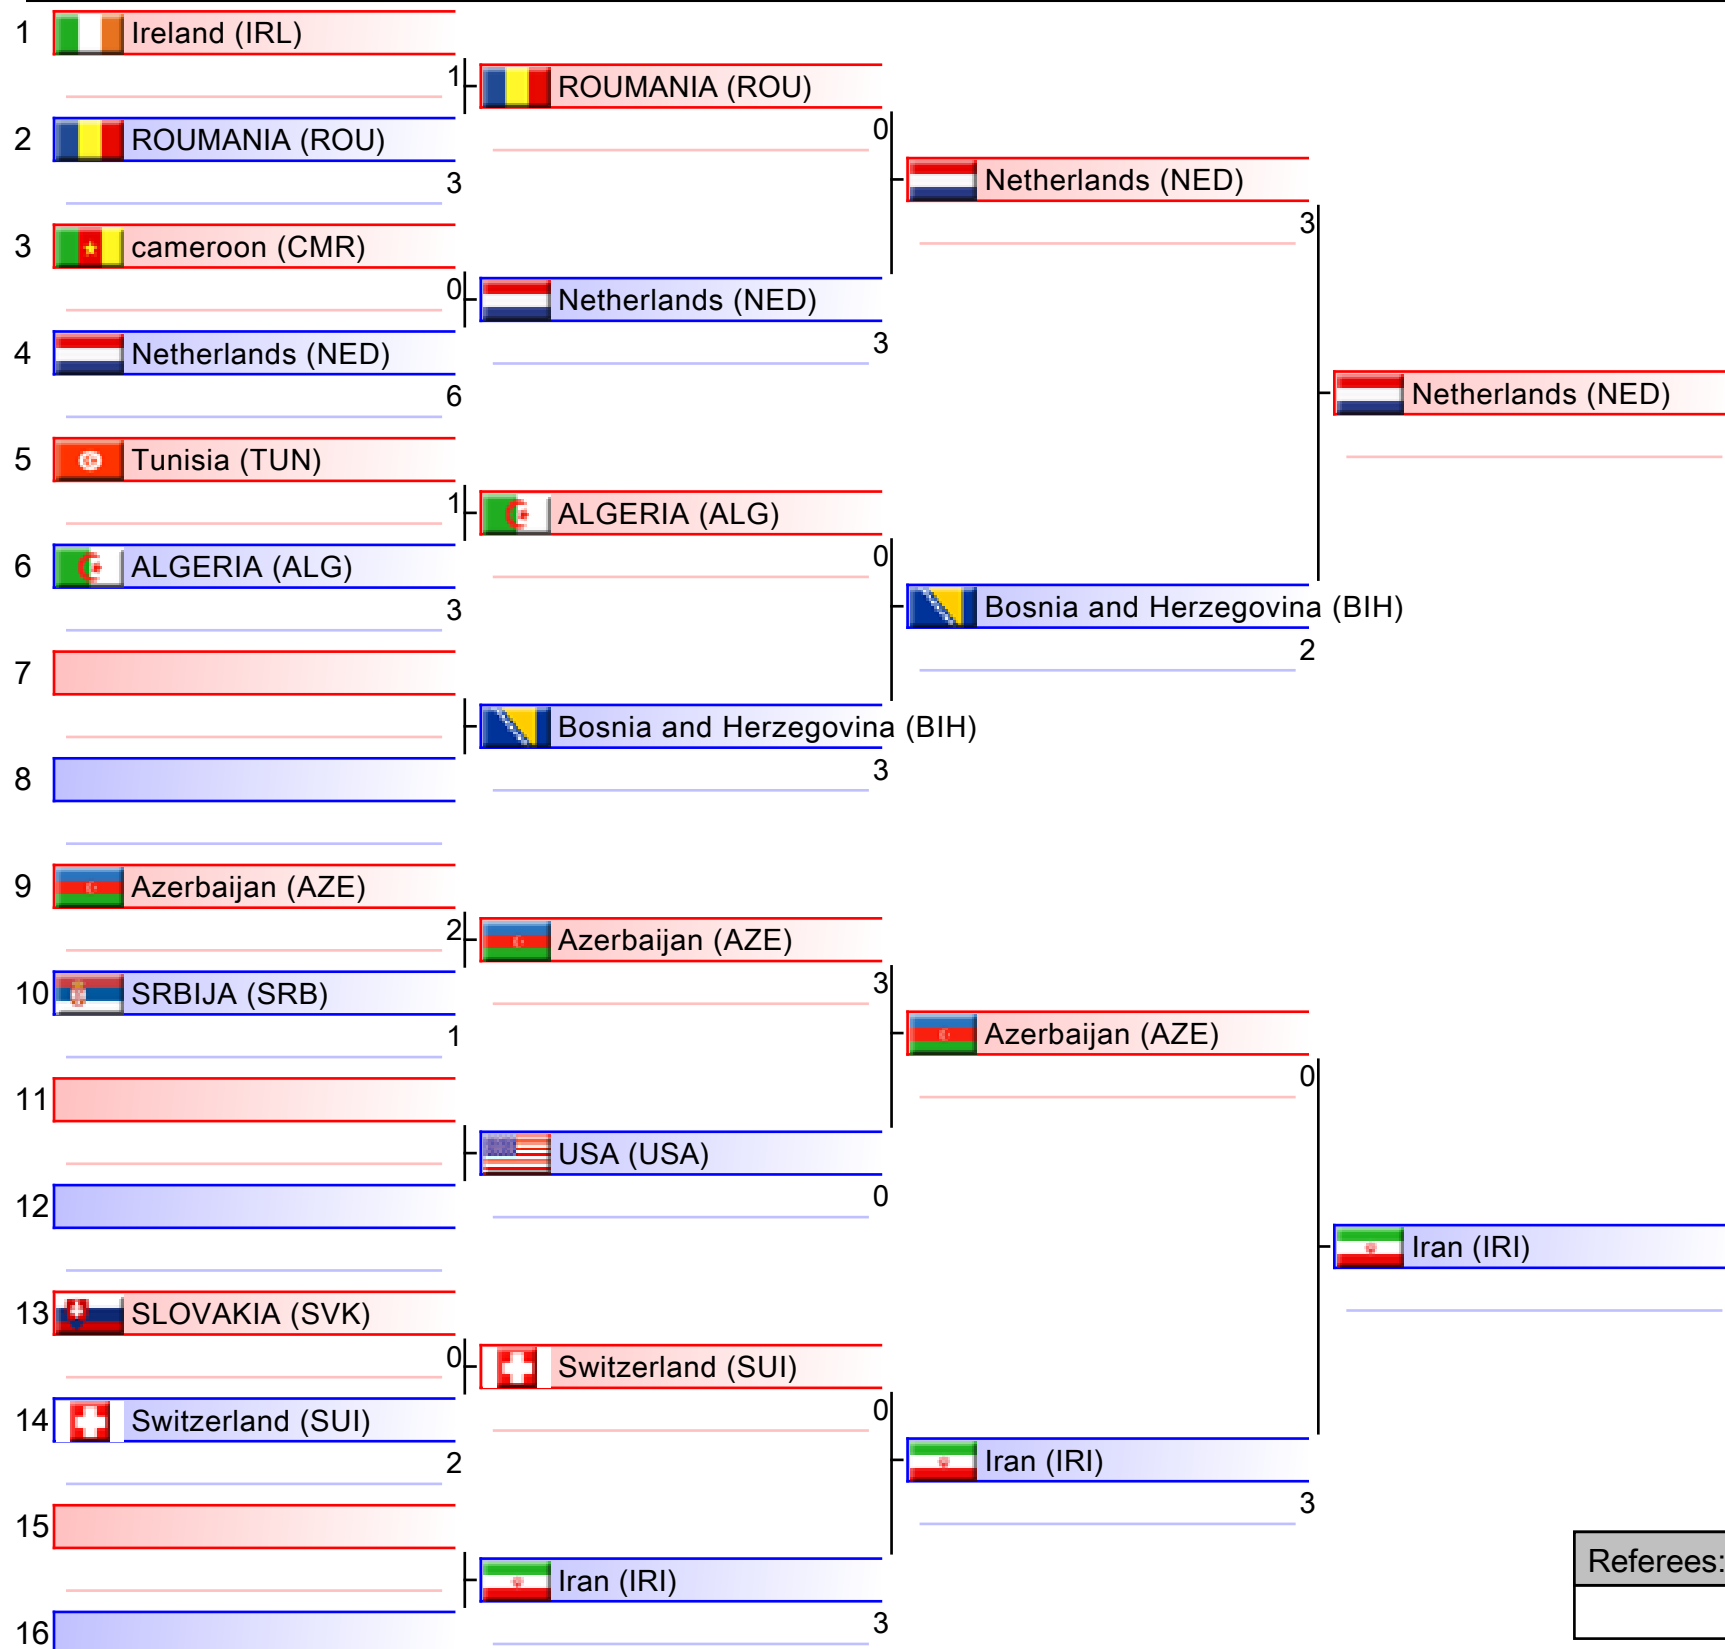 1 Ireland (IRL)
1 ROUMANIA (ROU)
2 ROUMANIA (ROU)
0
3
Netherlands (NED)
3
3 cameroon (CMR)
0 Netherlands (NED)
3
4 Netherlands (NED)
6
Netherlands (NED)
5 Tunisia (TUN)
1 ALGERIA (ALG)
0
6 ALGERIA (ALG)
3
Bosnia and Herzegovina (BIH)
2
7
Bosnia and Herzegovina (BIH)
3
8
9 Azerbaijan (AZE)
2 Azerbaijan (AZE)
3
10 SRBIJA (SRB)
1
Azerbaijan (AZE)
0
11
USA (USA)
0
12
Iran (IRI)
13 SLOVAKIA (SVK)
0 Switzerland (SUI)
0
14 Switzerland (SUI)
2
Iran (IRI)
3
15
Iran (IRI)
3
16
Referees: